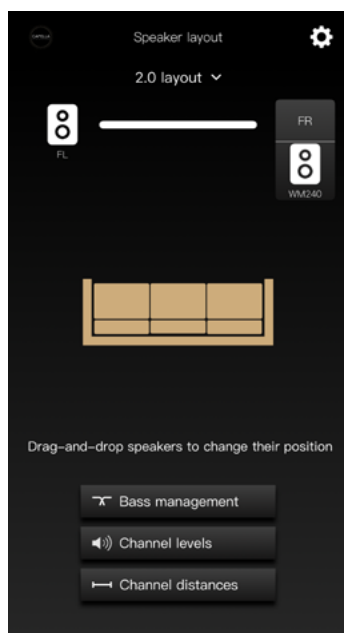 CAPELLA
Speaker layout
2.0 layout
FL
FR
WM240
Drag-and-drop speakers to change their position
Bass management
Channel levels
Channel distances